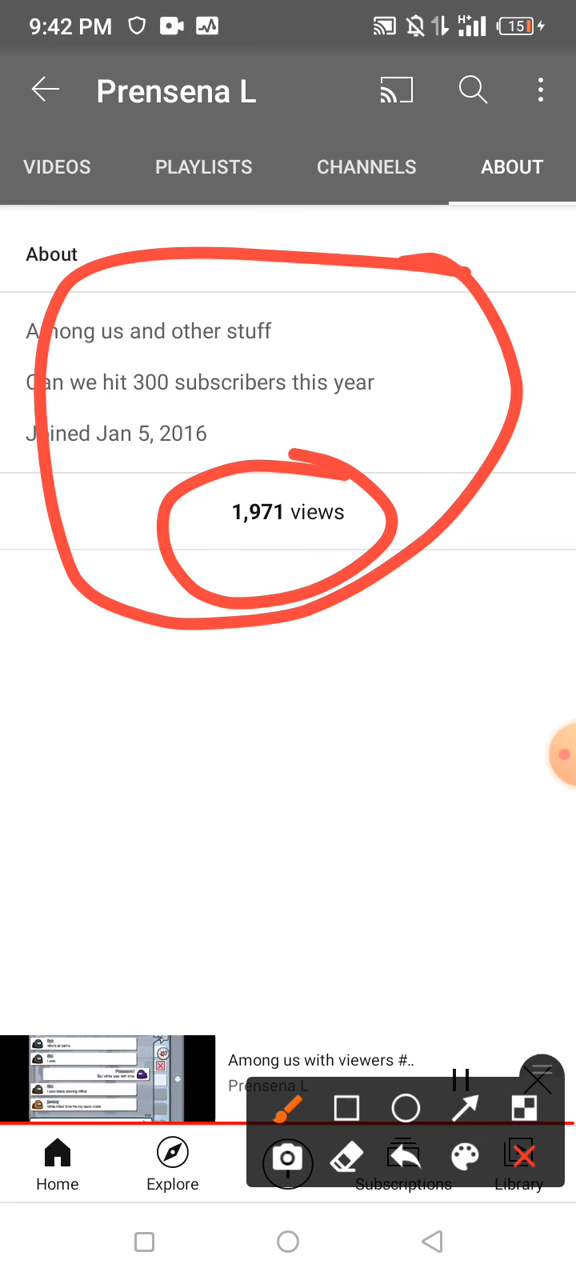 9:42 PM
H+
15
Prensena L
VIDEOS
PLAYLISTS
CHANNELS
ABOUT
About
Among us and other stuff
Can we hit 300 subscribers this year
Joined Jan 5, 2016
1,971 views
Among us with viewers #..
Prensena L
Home
Explore
Subscriptions
Library